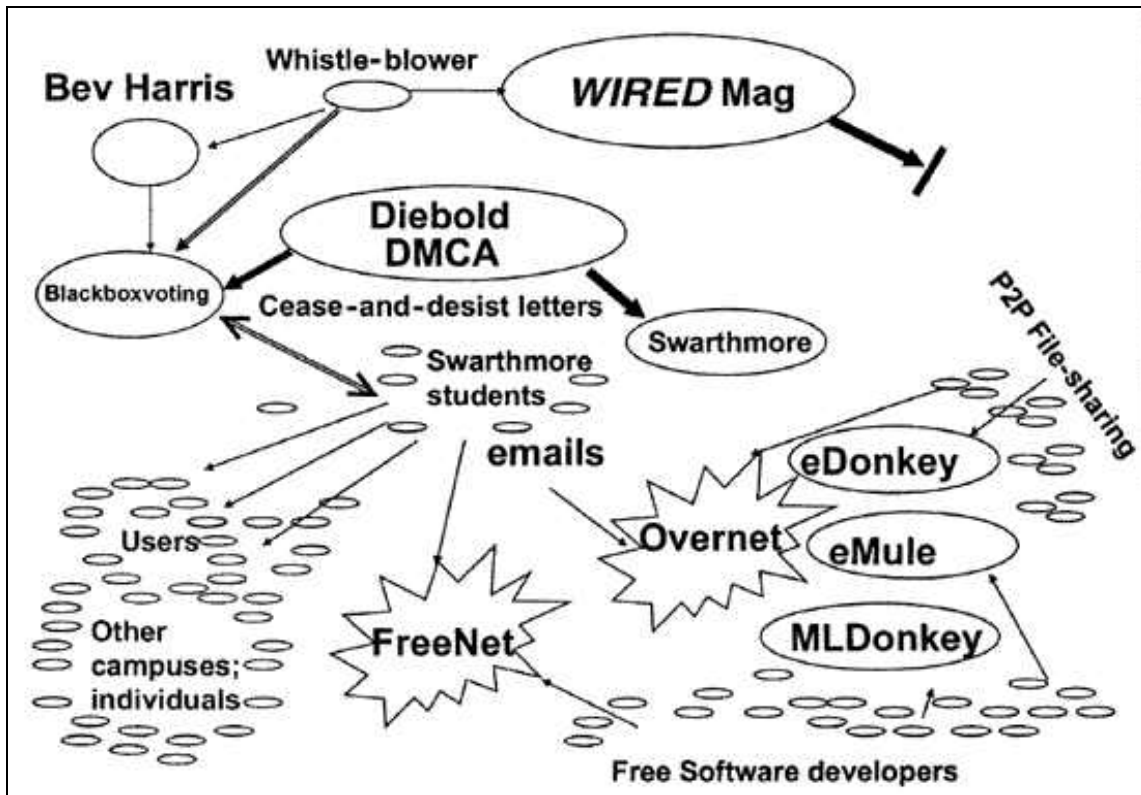 Whistle-blower
Bev Harris
WIRED Mag
Diebold
DMCA
Blackboxvoting
Cease-and-desist letters
Swarthmore
P2P File-sharing
Swarthmore
students
emails
eDonkey
Overnet
eMule
Users
FreeNet
MLDonkey
Other
campuses;
individuals
Free Software developers